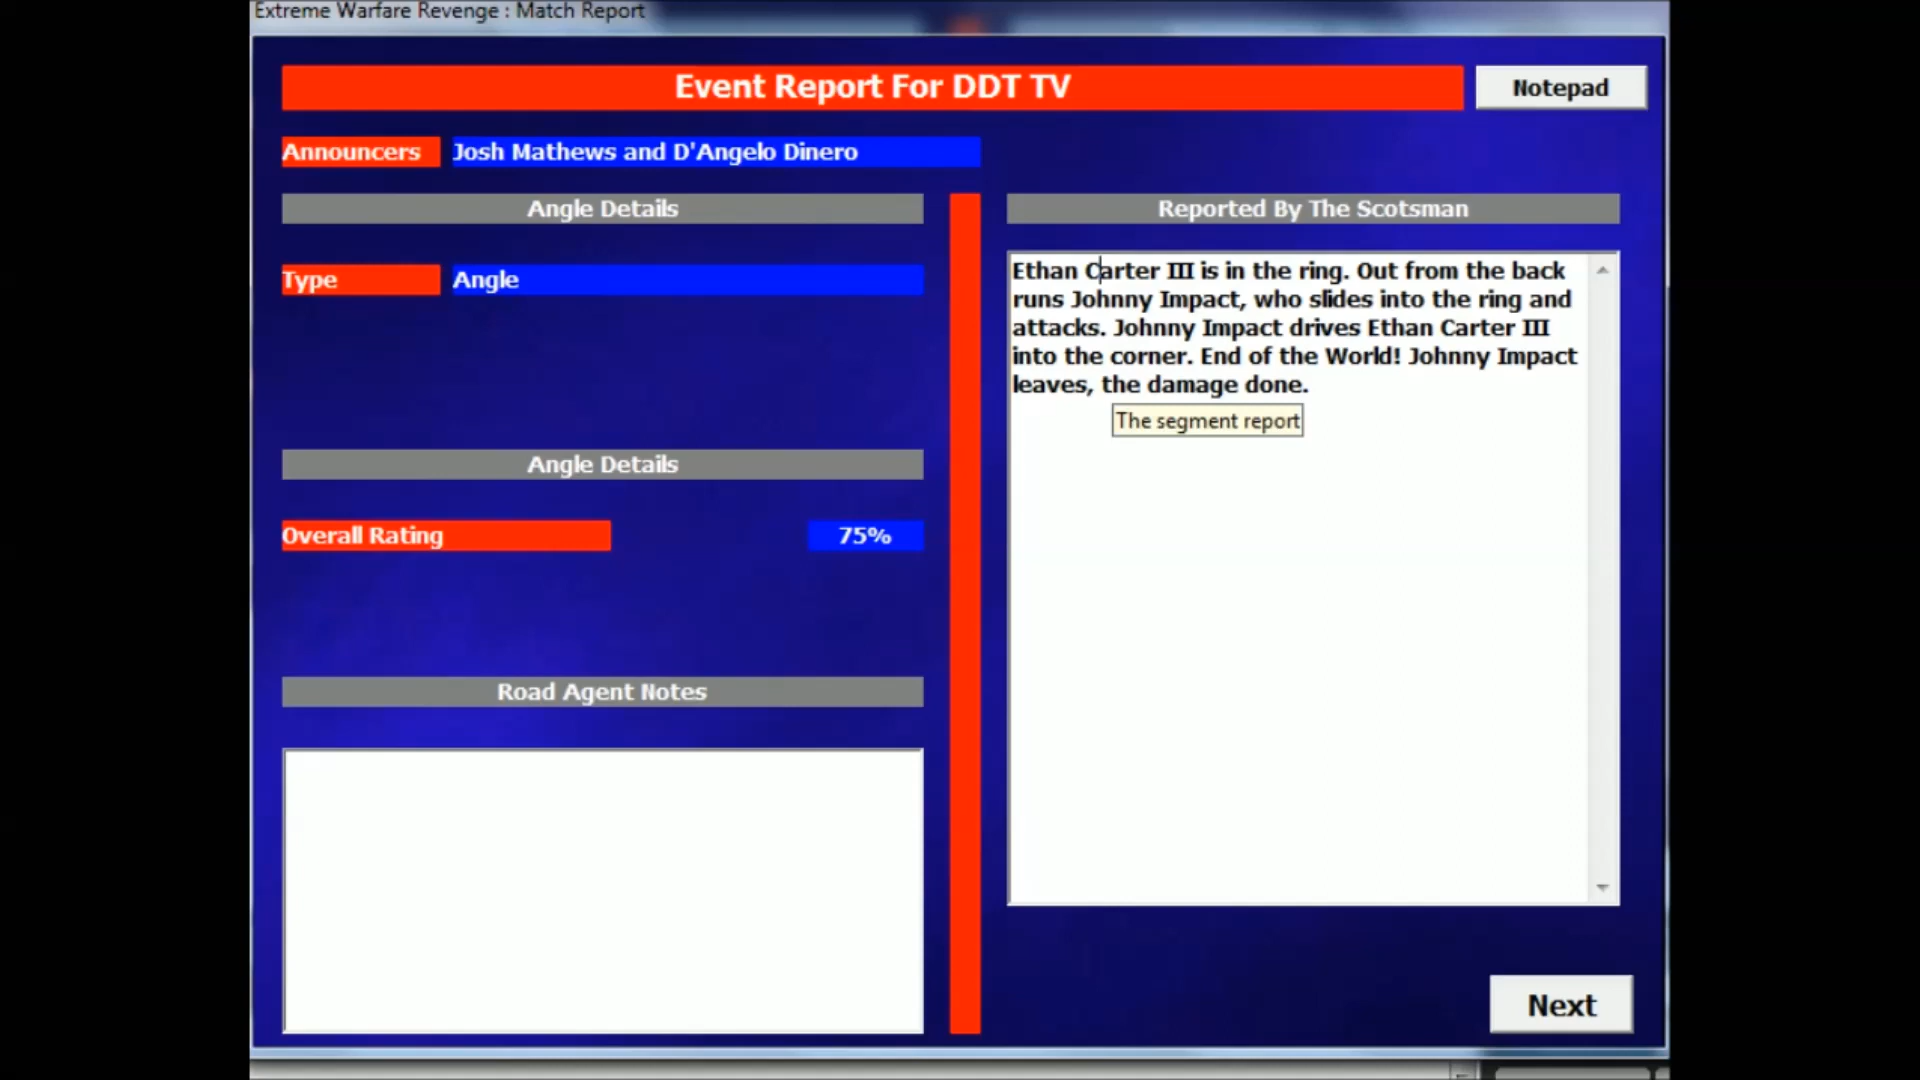 Extreme Warfare Revenge : Match Report
Event Report For DDT TV
Notepad
Announcers
Josh Mathews and D'Angelo Dinero
Angle Details
Reported By The Scotsman
Type
Angle
Ethan Carter III is in the ring. Out from the back
runs Johnny Impact, who slides into the ring and
attacks. Johnny Impact drives Ethan Carter III
into the corner. End of the World! Johnny Impact
leaves, the damage done.
The segment report
Angle Details
Overall Rating
75%
Road Agent Notes
Next